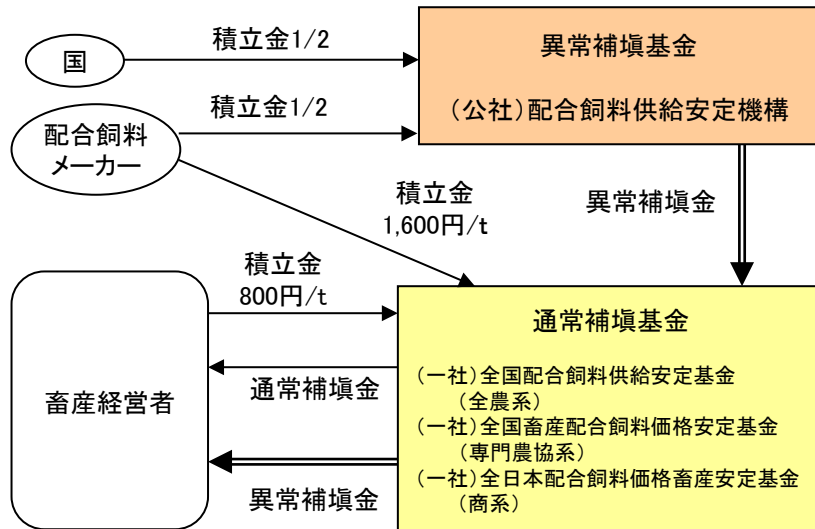 国
積立金1/2
異常補塡基金
（公社）配合飼料供給安定機構
配合飼料
メーカー
積立金1/2
積立金
1,600円/t
異常補塡金
積立金
800円/t
畜産経営者
通常補塡金
異常補塡金
通常補塡基金
（一社）全国配合飼料供給安定基金
（全農系）
（一社）全国畜産配合飼料価格安定基金
（専門農協系）
（一社）全日本配合飼料価格畜産安定基金
（商系）